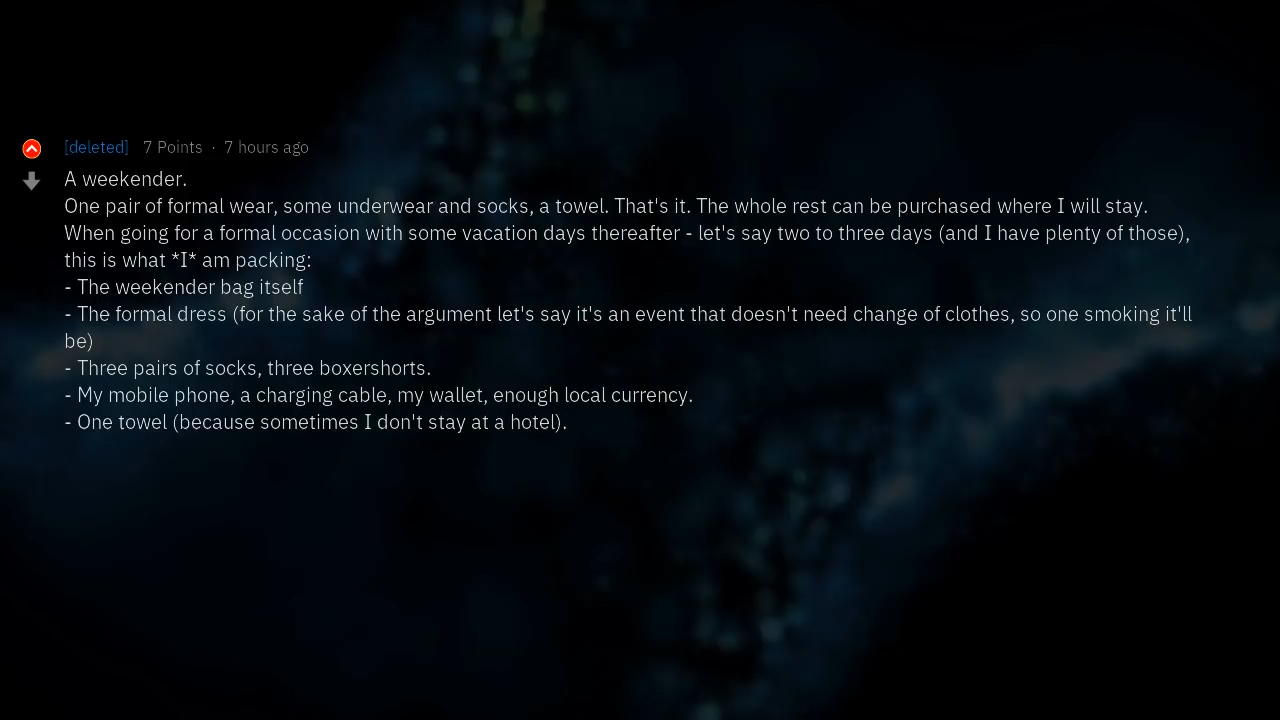 [deleted] 7 Points · 7 hours ago
A weekender.
One pair of formal wear, some underwear and socks, a towel. That's it. The whole rest can be purchased where I will stay.
When going for a formal occasion with some vacation days thereafter - let's say two to three days (and I have plenty of those),
this is what *I* am packing:
- The weekender bag itself
- The formal dress (for the sake of the argument let's say it's an event that doesn't need change of clothes, so one smoking it'll
be)
- Three pairs of socks, three boxershorts.
- My mobile phone, a charging cable, my wallet, enough local currency.
- One towel (because sometimes I don't stay at a hotel).